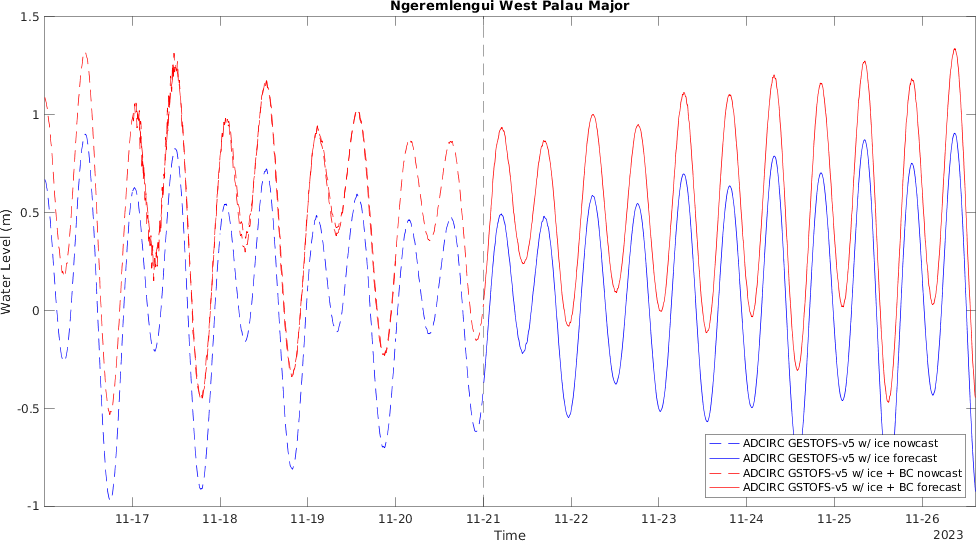 Ngeremlengui West Palau Major
1.5
1
0.5
0
-0.5
-1
Water Level (m)
11-17
11-18
11-19
11-20
11-21
11-22
11-23
11-24
11-25
11-26
Time
2023
ADCIRC GESTOFS-v5 w/ ice nowcast
ADCIRC GESTOFS-v5 w/ ice forecast
ADCIRC GSTOFS-v5 w/ ice + BC nowcast
ADCIRC GSTOFS-v5 w/ ice + BC forecast